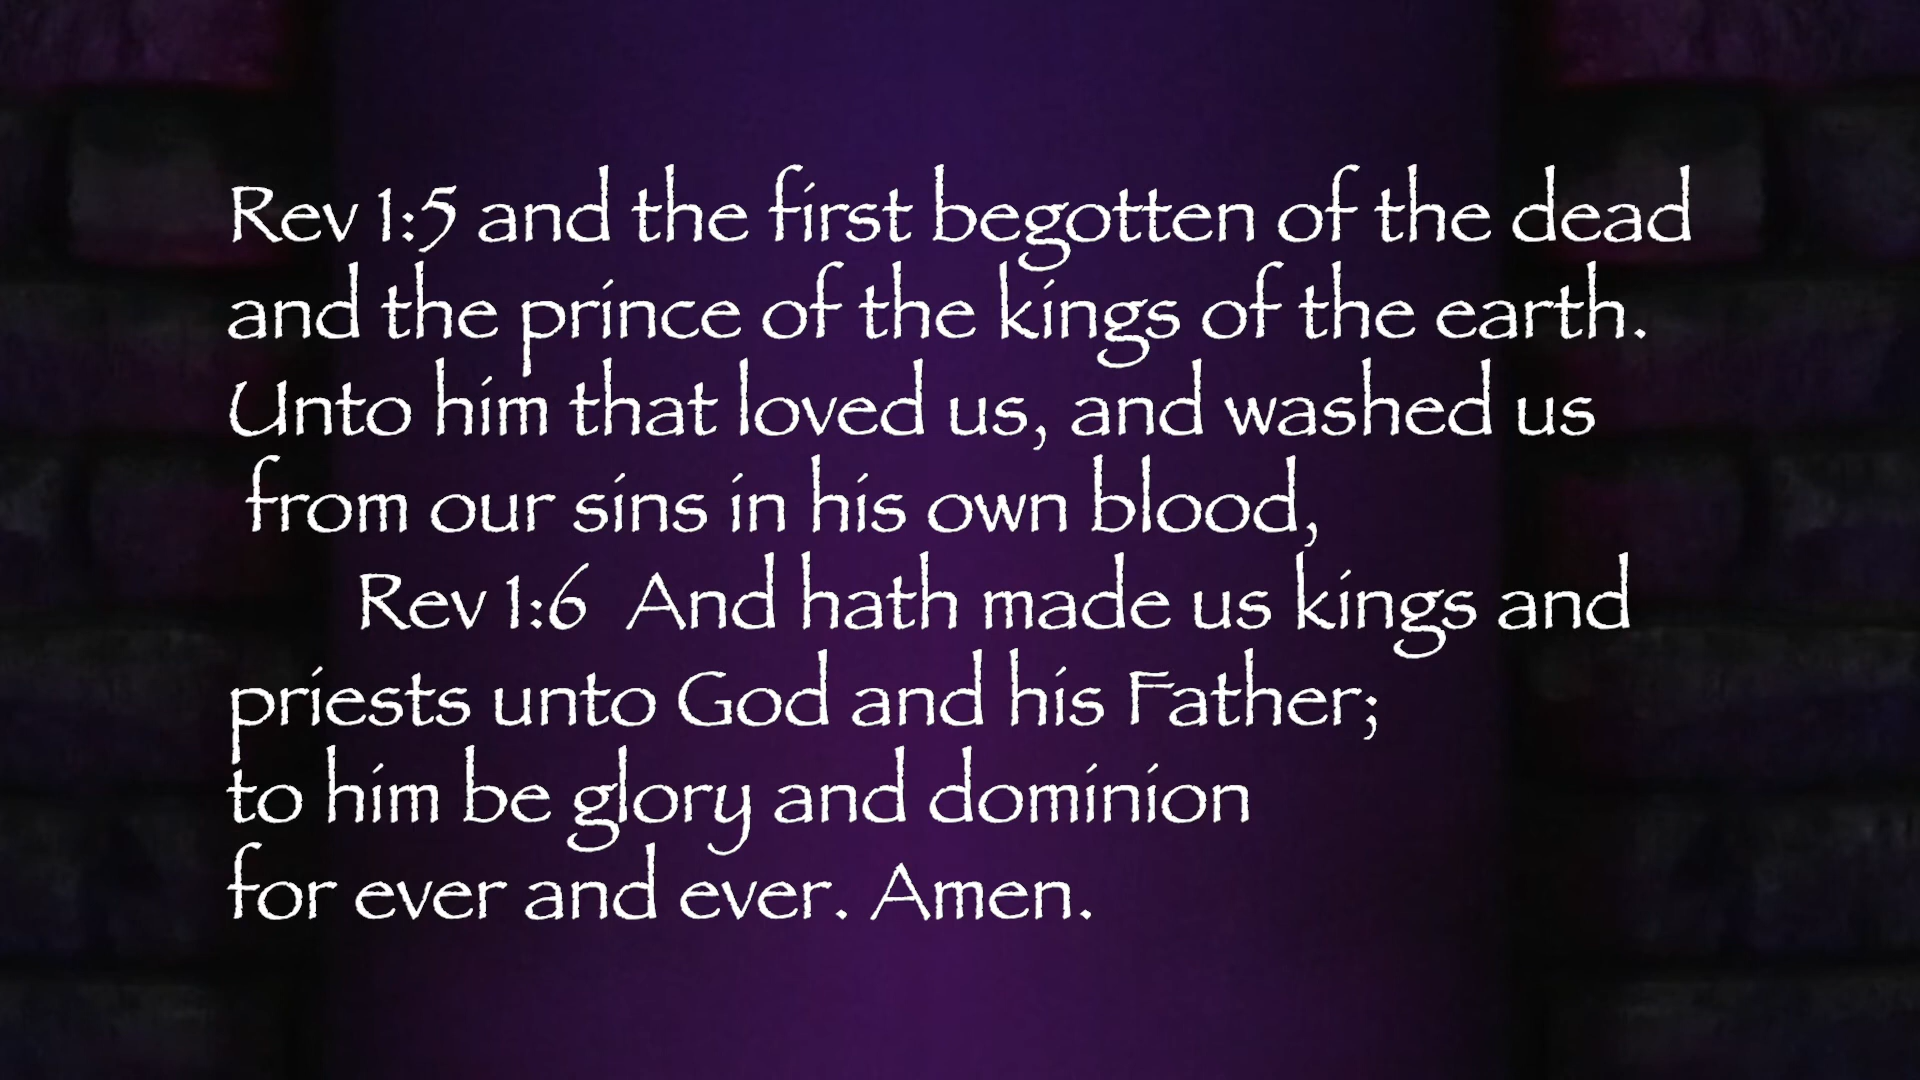 Rev 1:5 and the first begotten of the dead
and the prince of the kings of the earth.
Unto him that loved us, and washed us
from our sins in his own blood,
Rev 1:6 And hath made us kings and
priests unto God and his Father;
to him be glory and dominion
for ever and ever. Amen.